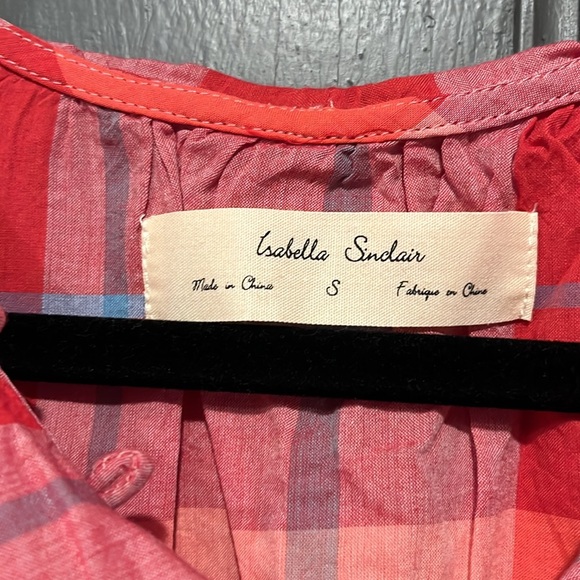 Isabella Sinclair
Made in China S Fabrique en Chine